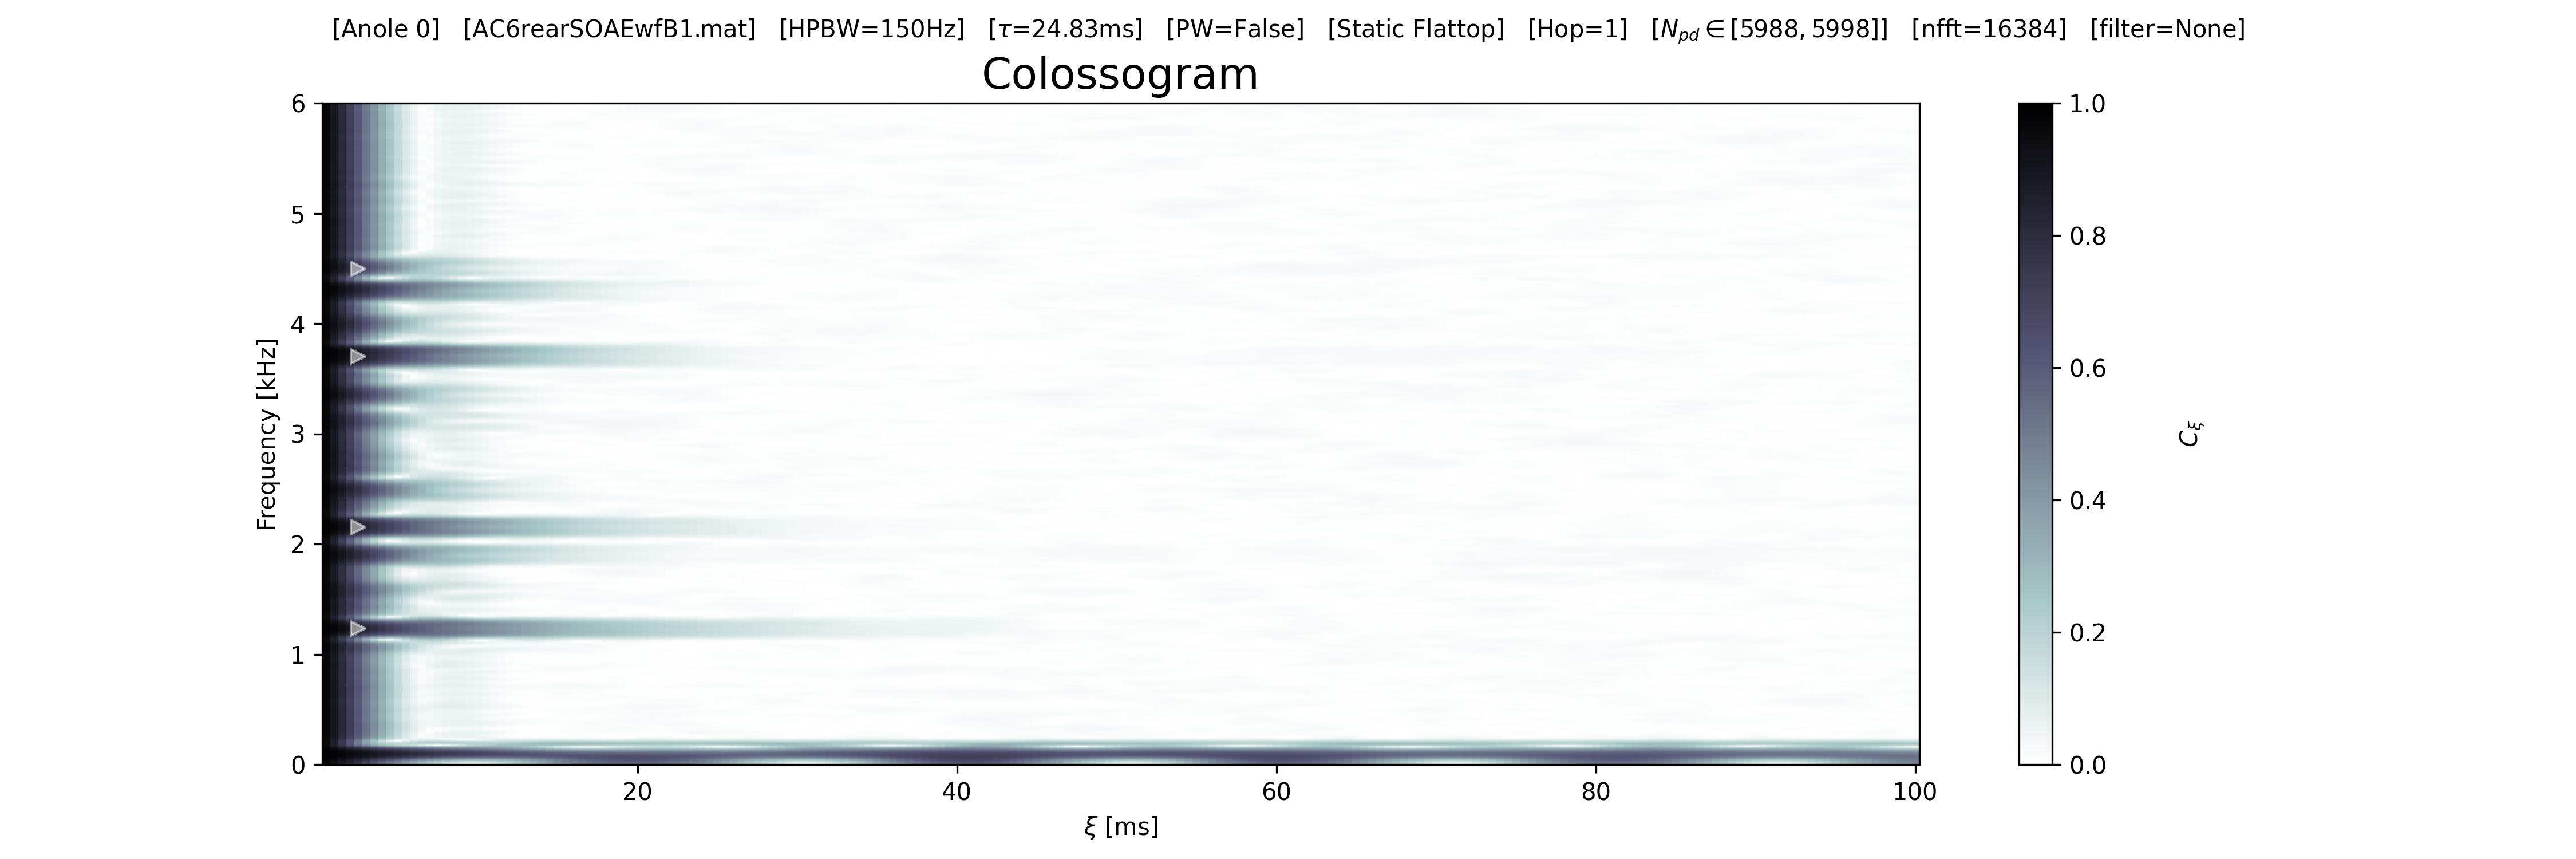 [Anole 0] [AC6rearSOAEwfB1.mat] [HPBW=150Hz] [τ=24.83ms] [PW=False] [Static Flattop] [Hop=1] [N_pd ∈ [5988, 5998]] [nfft=16384] [filter=None]
Colossogram
6
5
4
3
2
1
0
Frequency [kHz]
20 40 60 80 100
ξ [ms]
1.0
0.8
0.6
0.4
0.2
0.0
C_ξ